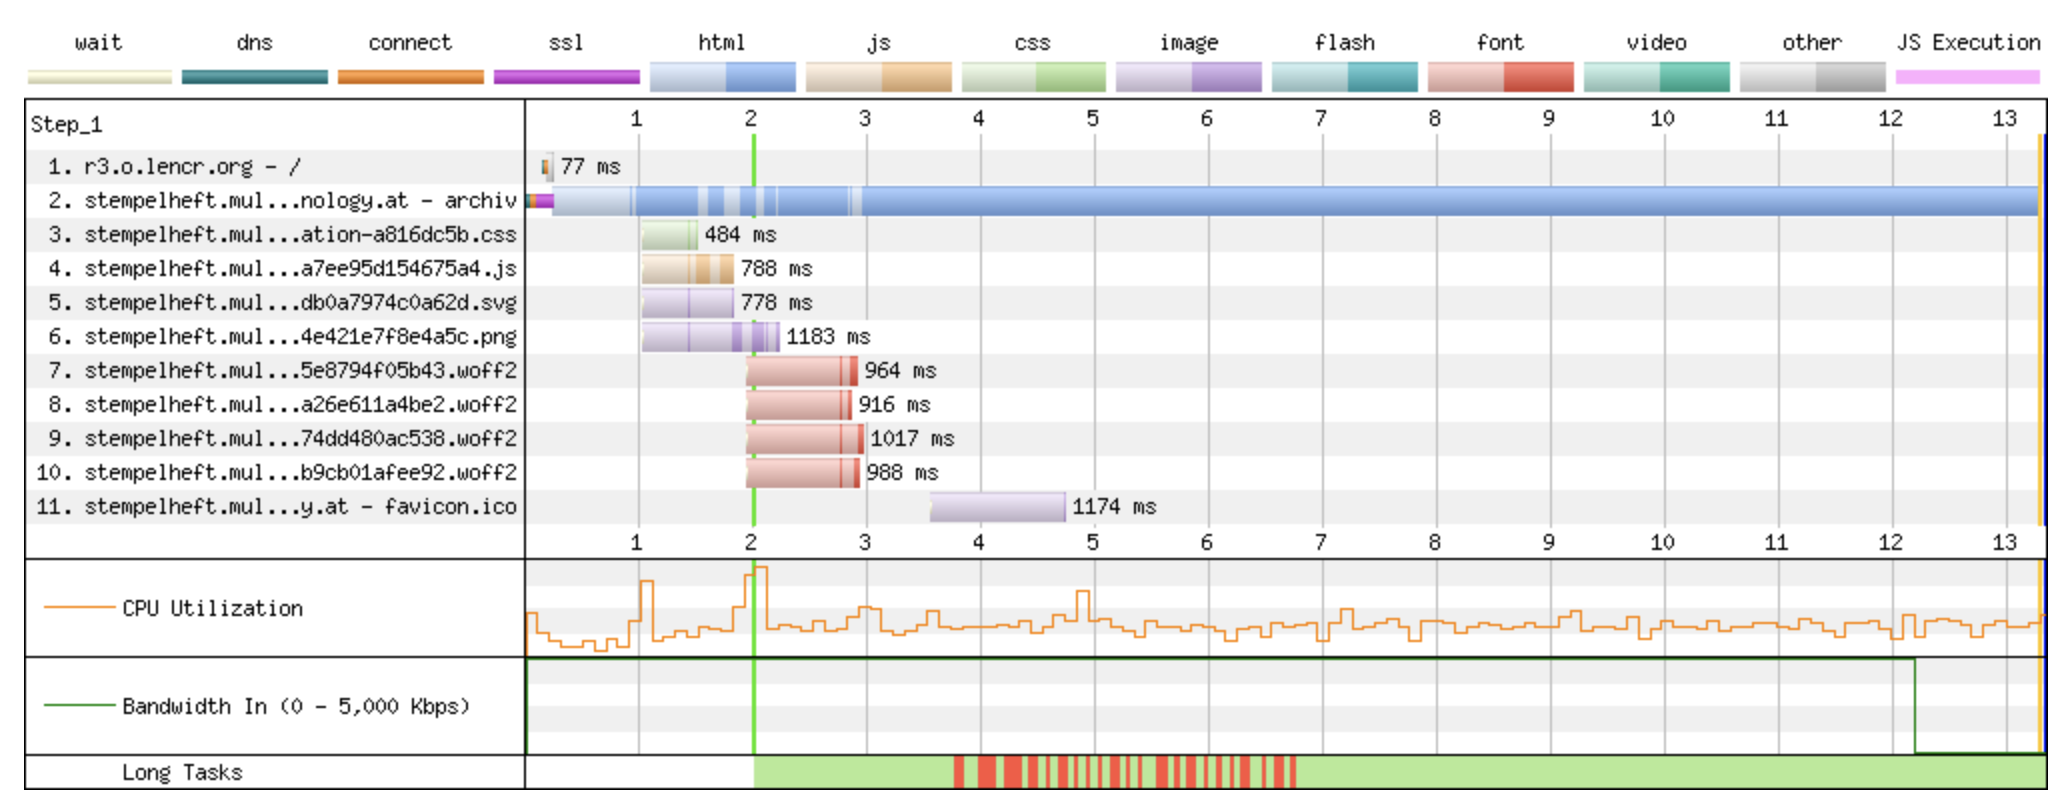 wait dns connect ssl html js css image flash font video other JS Execution
Step_1 1 2 3 4 5 6 7 8 9 10 11 12 13
1. r3.o.lencr.org - / 77 ms
2. stempelheft.mul...nology.at - archiv
3. stempelheft.mul...ation-a816dc5b.css 484 ms
4. stempelheft.mul...a7ee95d154675a4.js 788 ms
5. stempelheft.mul...db0a7974c0a62d.svg 778 ms
6. stempelheft.mul...4e421e7f8e4a5c.png 1183 ms
7. stempelheft.mul...5e8794f05b43.woff2 964 ms
8. stempelheft.mul...a26e611a4be2.woff2 916 ms
9. stempelheft.mul...74dd480ac538.woff2 1017 ms
10. stempelheft.mul...b9cb01afee92.woff2 988 ms
11. stempelheft.mul...y.at - favicon.ico 1174 ms
1 2 3 4 5 6 7 8 9 10 11 12 13
CPU Utilization
Bandwidth In (0 - 5,000 Kbps)
Long Tasks